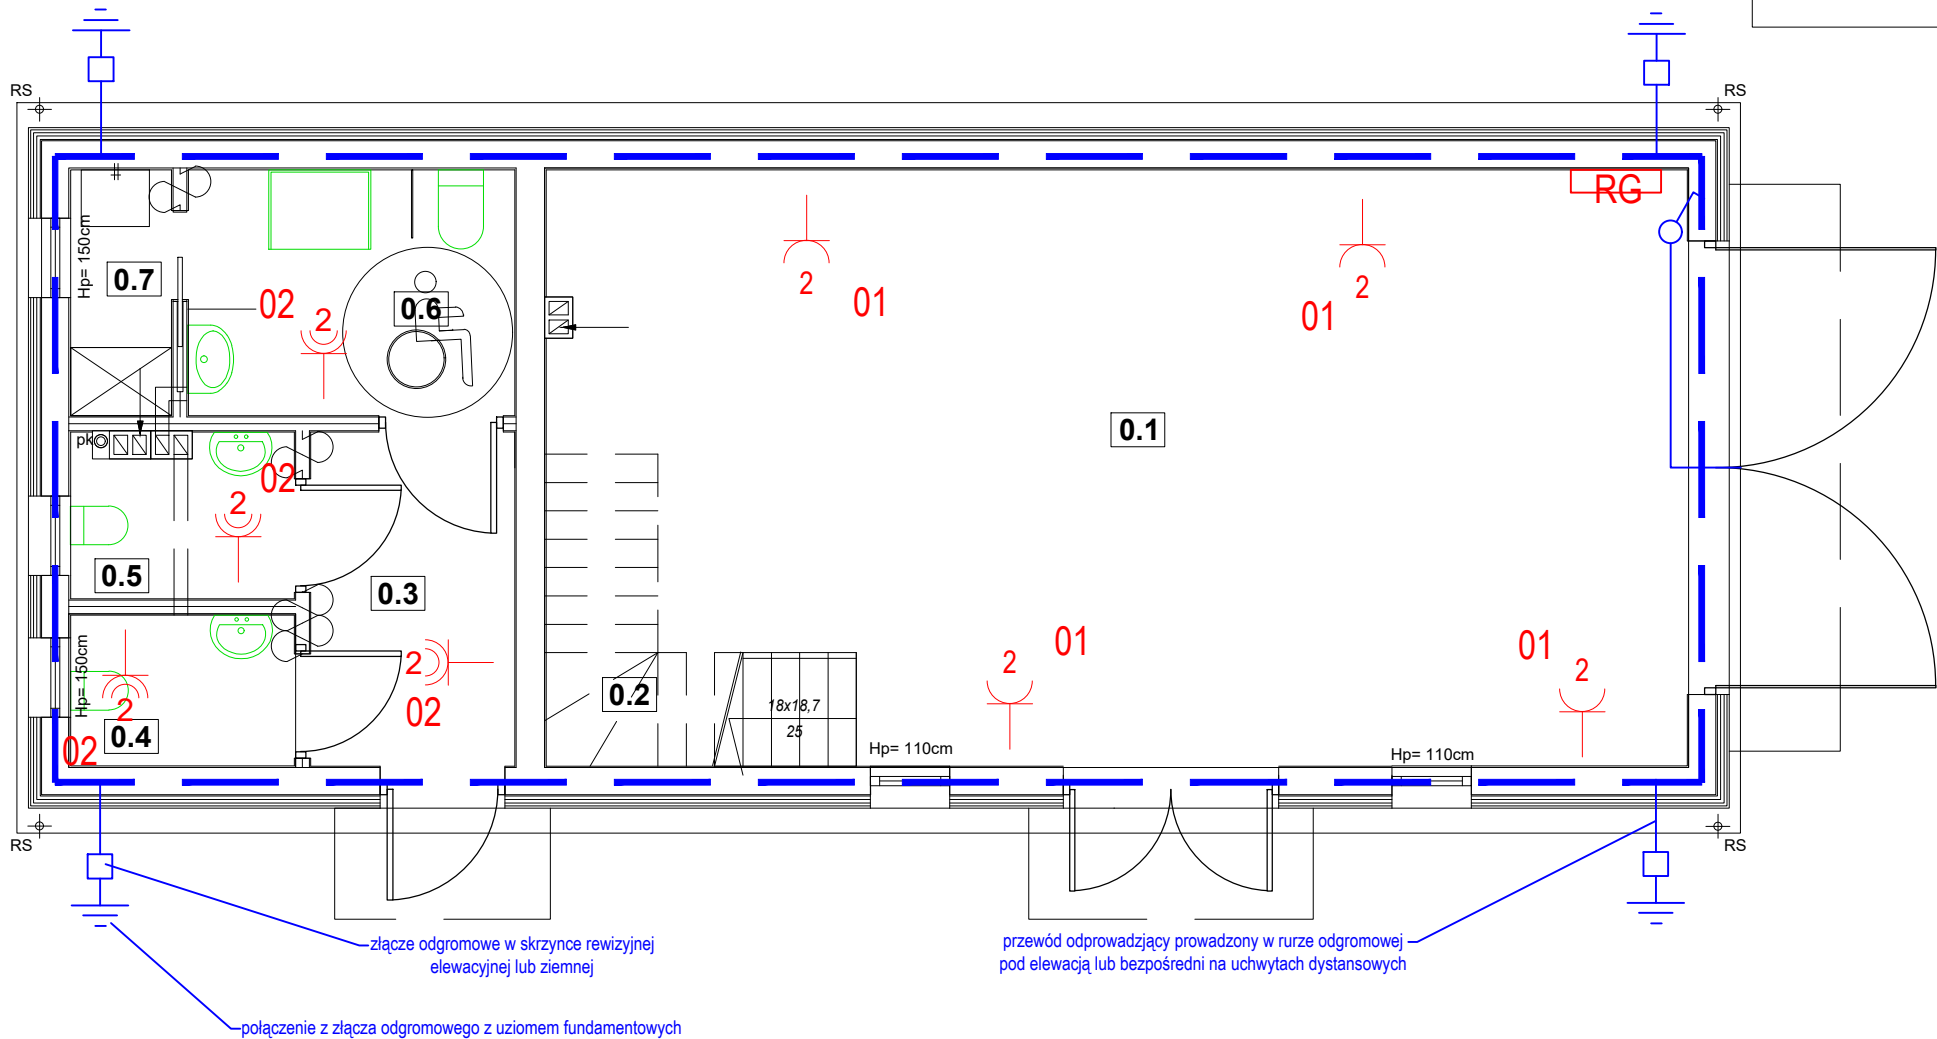 RS
RS
RG
Hp= 150cm
0.7
02
2
0.6
2
01
2
01
0.1
pk
02
2
0.5
0.3
Hp= 150cm
2
02
0.4
2
02
0.2
18x18,7
25
2
01
01
2
Hp= 110cm
Hp= 110cm
RS
RS
złącze odgromowe w skrzynce rewizyjnej
elewacyjnej lub ziemnej
przewód odprowadzjący prowadzony w rurze odgromowej
pod elewacją lub bezpośredni na uchwytach dystansowych
połączenie z złącza odgromowego z uziomem fundamentowych